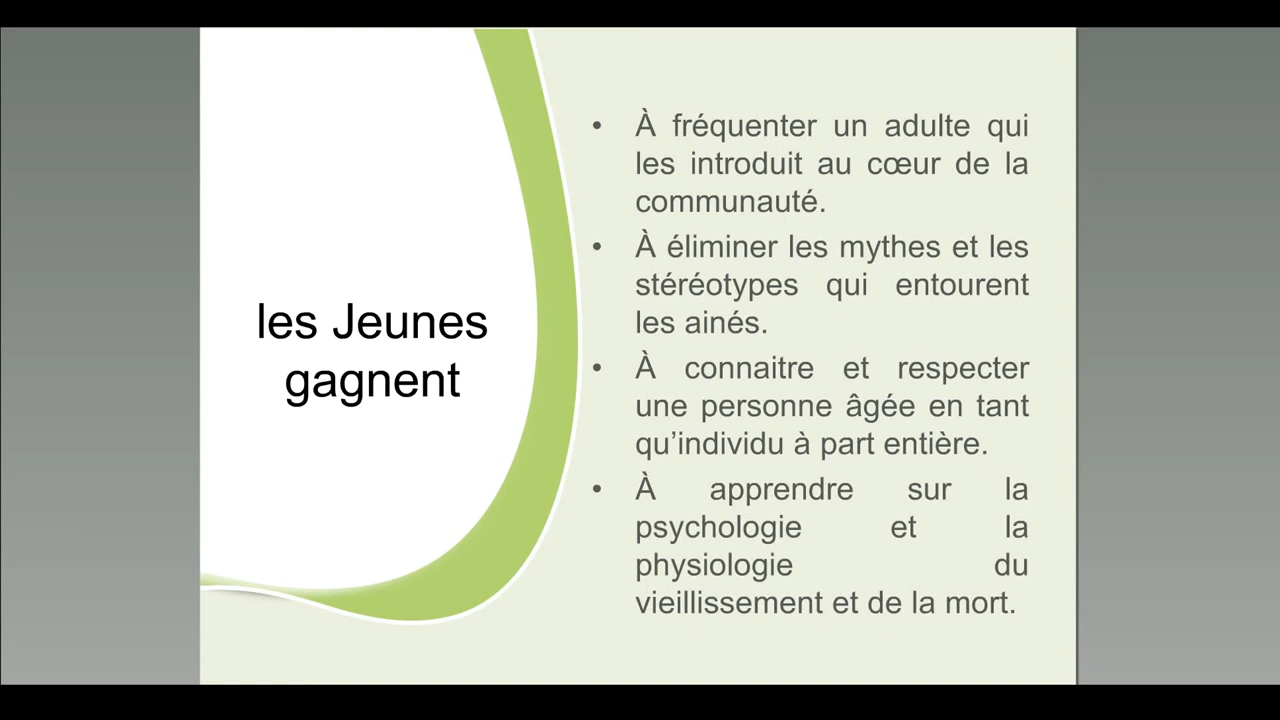 les Jeunes
gagnent
• À fréquenter un adulte qui
les introduit au cœur de la
communauté.
• À éliminer les mythes et les
stéréotypes qui entourent
les ainés.
• À connaitre et respecter
une personne âgée en tant
qu’individu à part entière.
• À apprendre sur la
psychologie et la
physiologie du
vieillissement et de la mort.